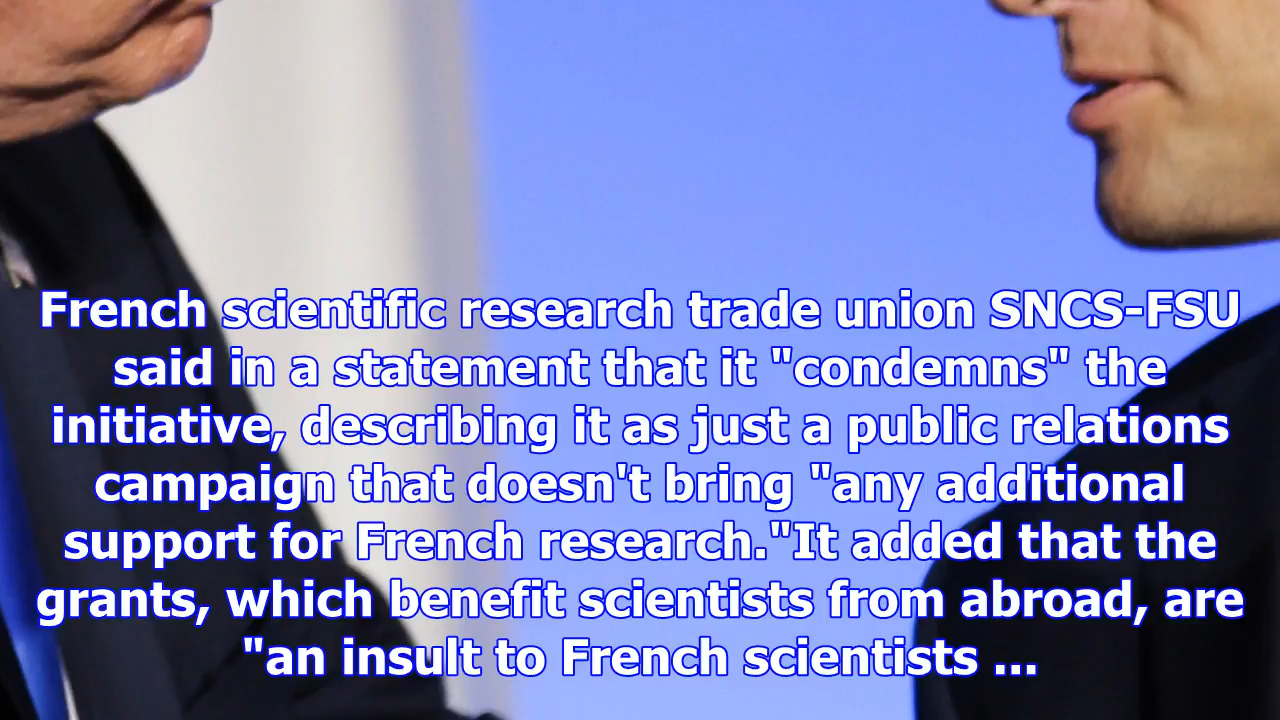 French scientific research trade union SNCS-FSU
said in a statement that it "condemns" the
initiative, describing it as just a public relations
campaign that doesn't bring "any additional
support for French research."It added that the
grants, which benefit scientists from abroad, are
"an insult to French scientists ...